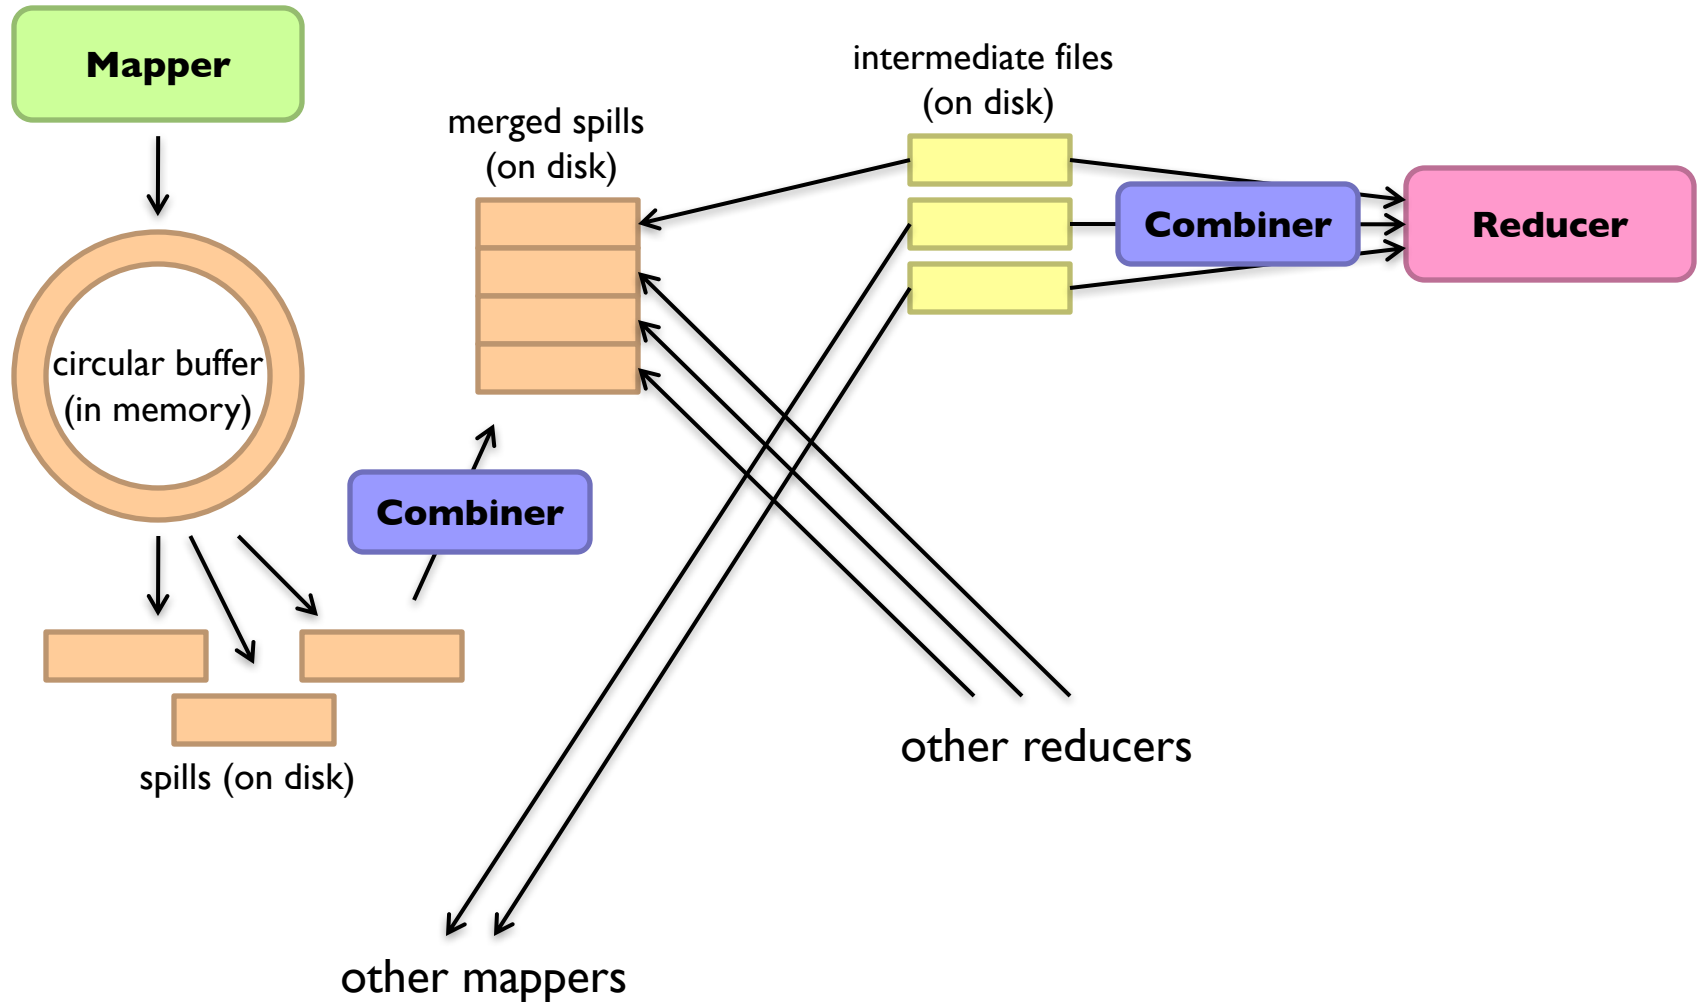 Mapper
circular buffer
(in memory)
spills (on disk)
Combiner
merged spills
(on disk)
intermediate files
(on disk)
Combiner
Reducer
other reducers
other mappers